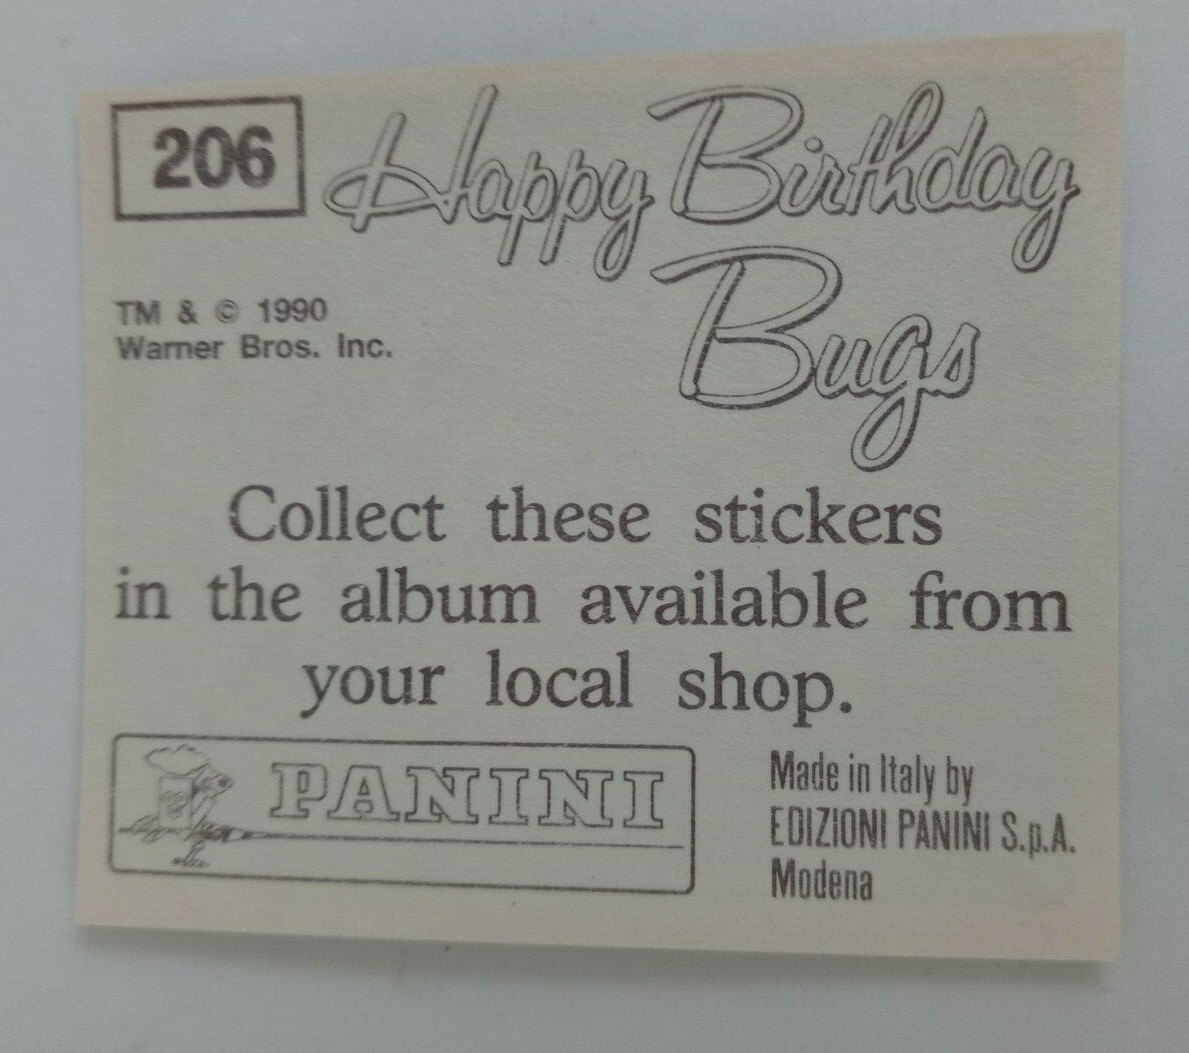 206
Happy Birthday
Bugs
TM & © 1990
Warner Bros. Inc.
Collect these stickers
in the album available from
your local shop.
PANINI
Made in Italy by
EDIZIONI PANINI S.p.A.
Modena